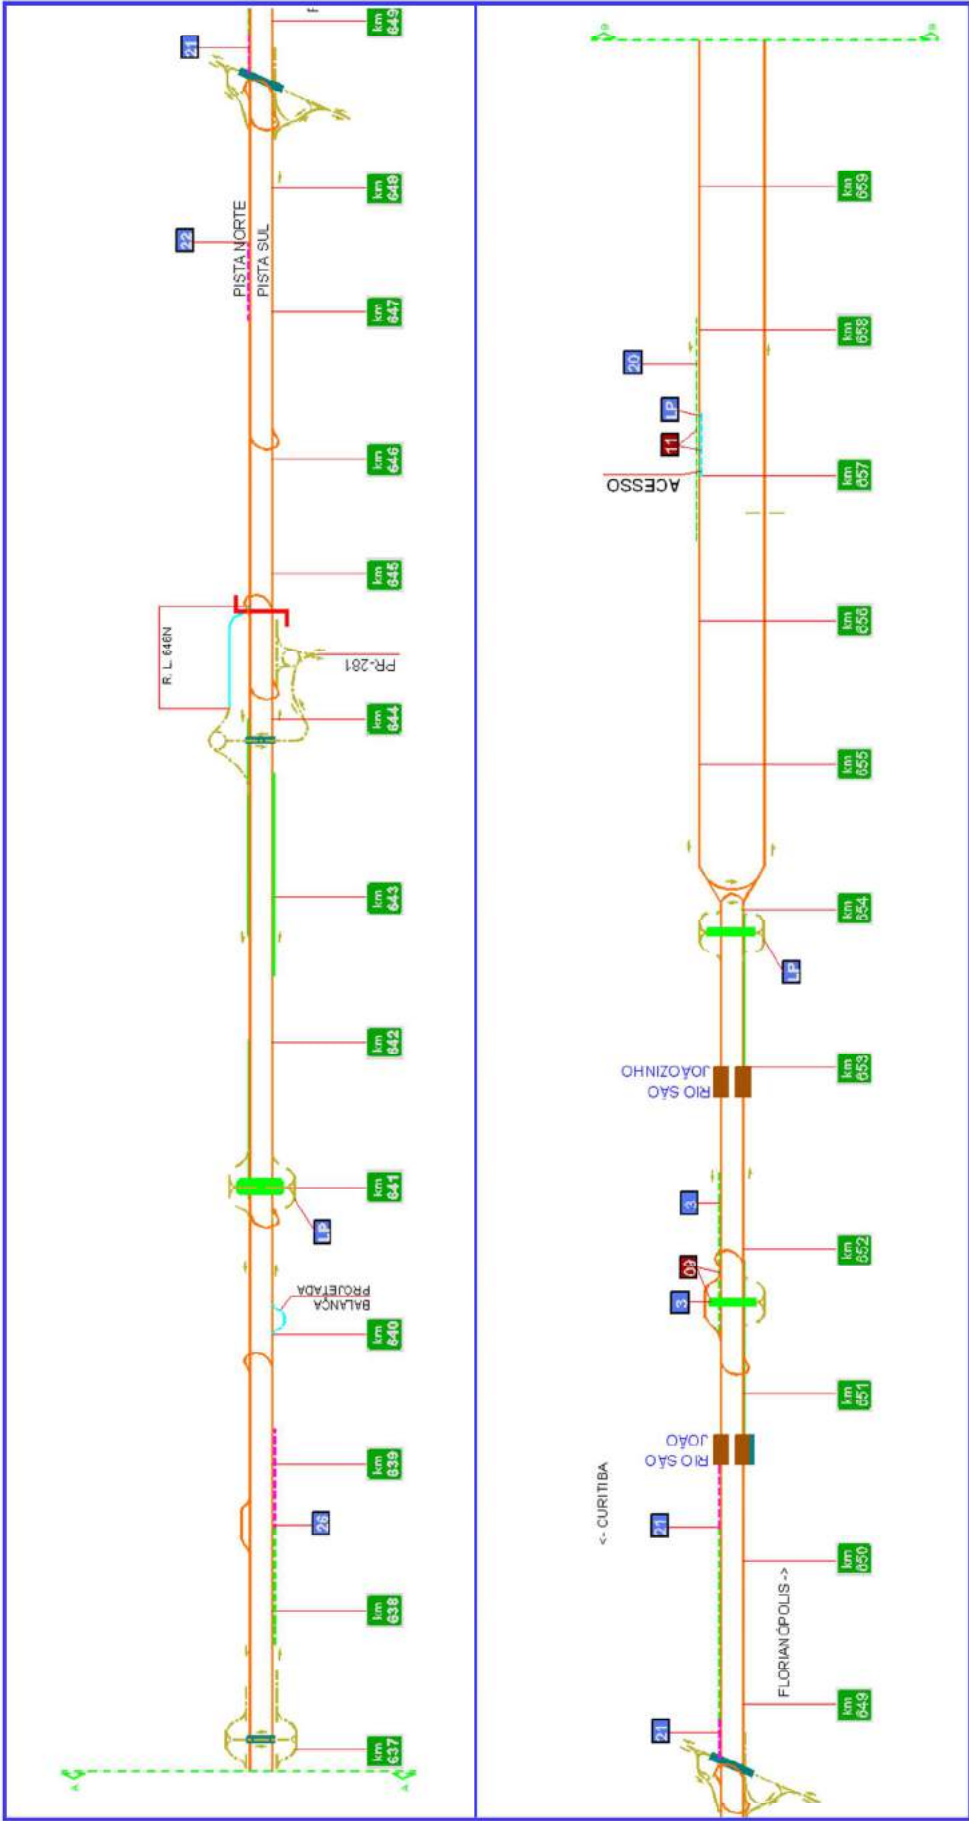 A
A
km
637
km
638
26
km
639
km
640
BALANÇA
PROJETADA
LP
km
641
km
642
km
643
km
644
PR-281
R. L. 646N
km
645
km
646
km
647
PISTA NORTE
PISTA SUL
22
km
648
21
km
649
21
km
649
FLORIANÓPOLIS ->
<- CURITIBA
21
km
650
RIO SÃO
JOÃO
km
651
3
09
km
652
3
RIO SÃO
JOÃOZINHO
km
653
LP
km
654
km
655
km
656
ACESSO
km
657
11
LP
20
km
658
km
659
B
B